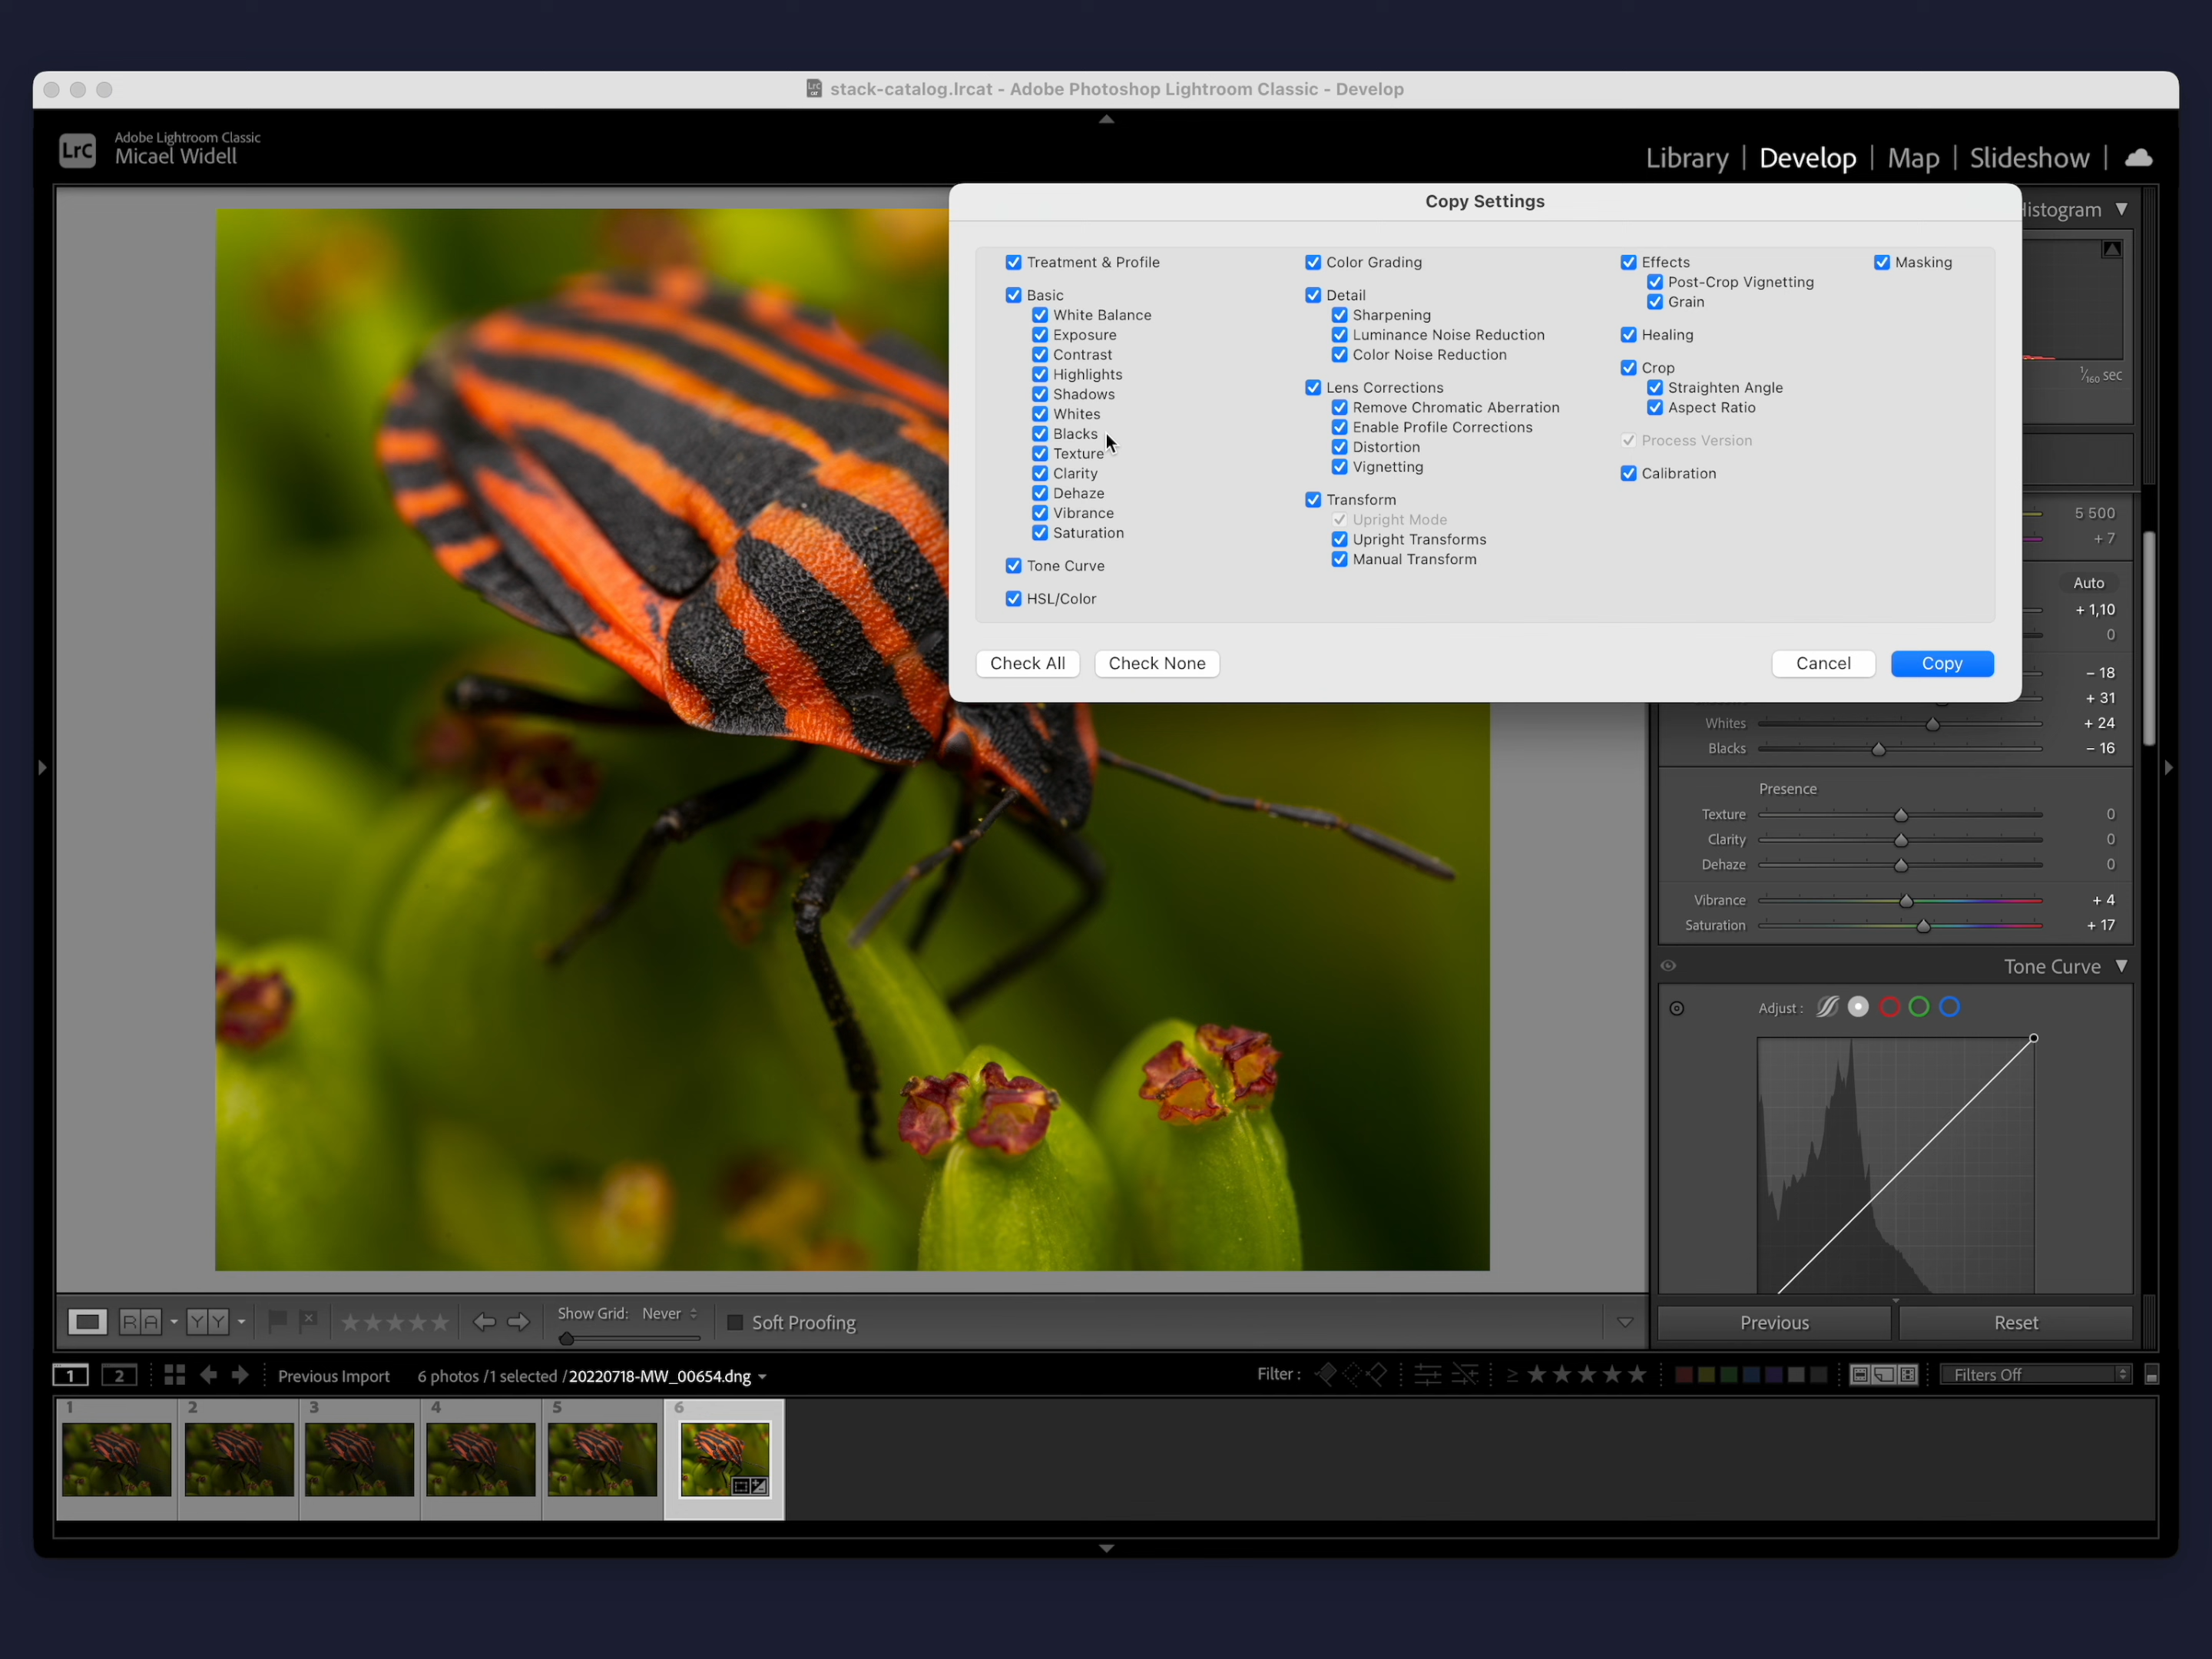 stack-catalog.lrcat - Adobe Photoshop Lightroom Classic - Develop
LrC
Adobe Lightroom Classic
Micael Widell
Library | Develop | Map | Slideshow |
Copy Settings
Histogram
Treatment & Profile
Basic
White Balance
Exposure
Contrast
Highlights
Shadows
Whites
Blacks
Texture
Clarity
Dehaze
Vibrance
Saturation
Tone Curve
HSL/Color
Color Grading
Detail
Sharpening
Luminance Noise Reduction
Color Noise Reduction
Lens Corrections
Remove Chromatic Aberration
Enable Profile Corrections
Distortion
Vignetting
Transform
Upright Mode
Upright Transforms
Manual Transform
Effects
Post-Crop Vignetting
Grain
Healing
Crop
Straighten Angle
Aspect Ratio
Process Version
Calibration
Masking
Check All
Check None
Cancel
Copy
1/160 sec
5 500
+ 7
Auto
+ 1,10
0
– 18
+ 31
Whites + 24
Blacks – 16
Presence
Texture 0
Clarity 0
Dehaze 0
Vibrance + 4
Saturation + 17
Tone Curve
Adjust :
R A
Y Y
Show Grid: Never
Soft Proofing
Previous
Reset
1 2 Previous Import 6 photos /1 selected /20220718-MW_00654.dng
Filter : ≥ Filters Off
1 2 3 4 5 6